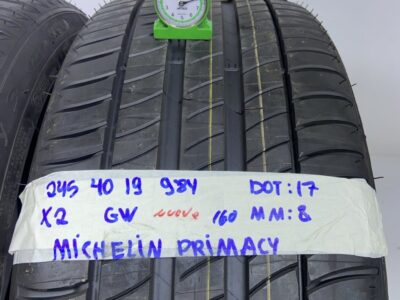 245 40 19 98Y DOT:17
X2 GW nuove 160 MM:8
MICHELIN PRIMACY